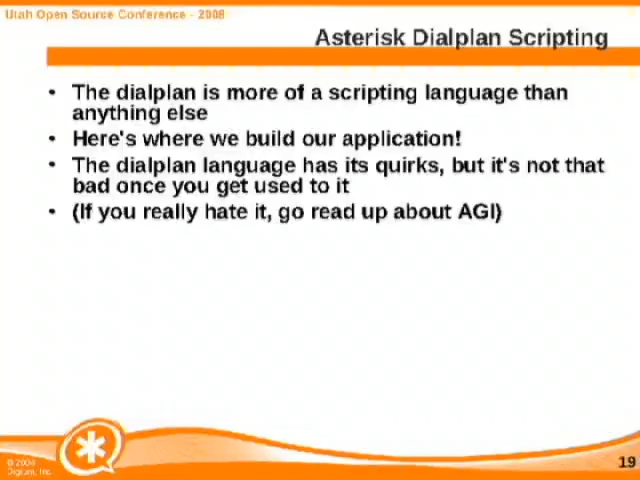 Utah Open Source Conference - 2008
Asterisk Dialplan Scripting
• The dialplan is more of a scripting language than
anything else
• Here's where we build our application!
• The dialplan language has its quirks, but it's not that
bad once you get used to it
• (If you really hate it, go read up about AGI)
©
Digium, Inc
19